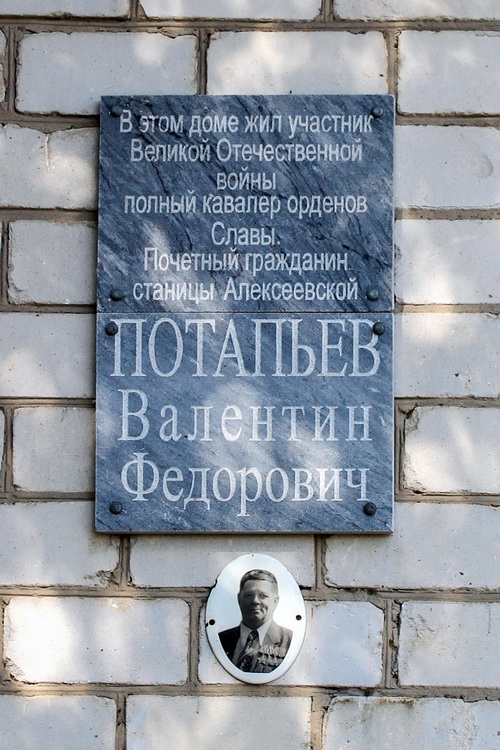 В этом доме жил участник
Великой Отечественной
войны
полный кавалер орденов
Славы.
Почетный гражданин
станицы Алексеевской
ПОТАПЬЕВ
Валентин
Федорович